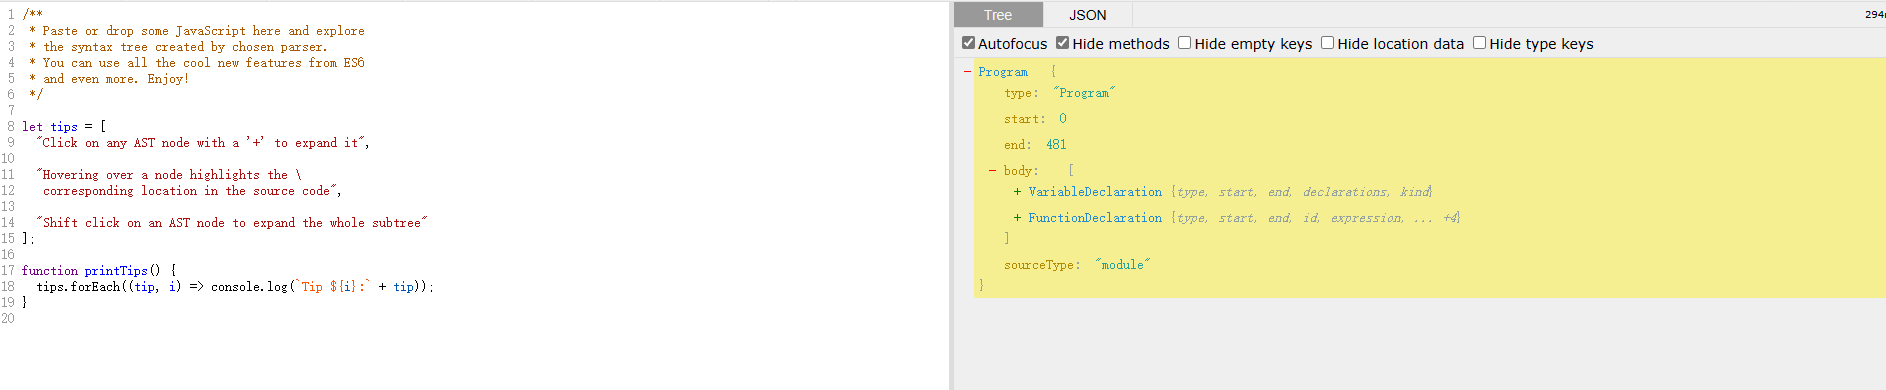 1 /**
2  * Paste or drop some JavaScript here and explore
3  * the syntax tree created by chosen parser.
4  * You can use all the cool new features from ES6
5  * and even more. Enjoy!
6  */
7
8 let tips = [
9   "Click on any AST node with a '+' to expand it",
10
11   "Hovering over a node highlights the \
12    corresponding location in the source code",
13
14   "Shift click on an AST node to expand the whole subtree"
15 ];
16
17 function printTips() {
18   tips.forEach((tip, i) => console.log(`Tip ${i}:` + tip));
19 }
20
Tree JSON
Autofocus Hide methods Hide empty keys Hide location data Hide type keys
- Program {
type: "Program"
start: 0
end: 481
- body: [
+ VariableDeclaration {type, start, end, declarations, kind}
+ FunctionDeclaration {type, start, end, id, expression, ... +4}
]
sourceType: "module"
}